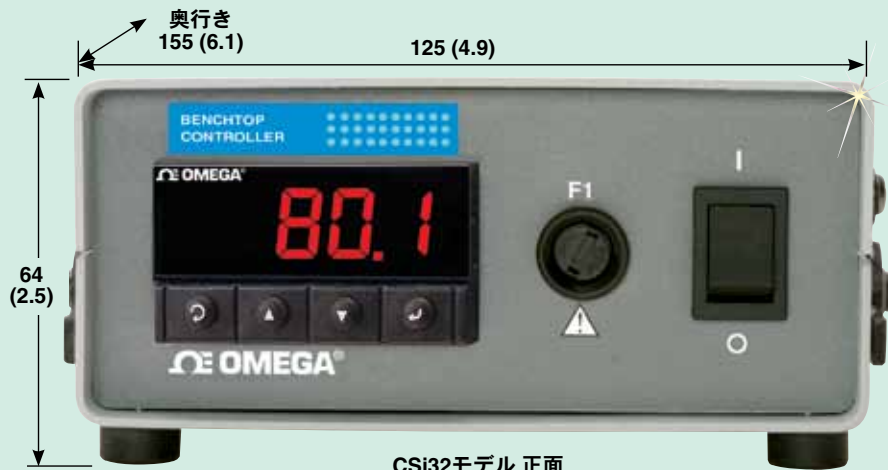 奥行き
155 (6.1)
125 (4.9)
64
(2.5)
BENCHTOP
CONTROLLER
OMEGA®
80.1
F1
I
O
OMEGA®
CSi32モデル 正面